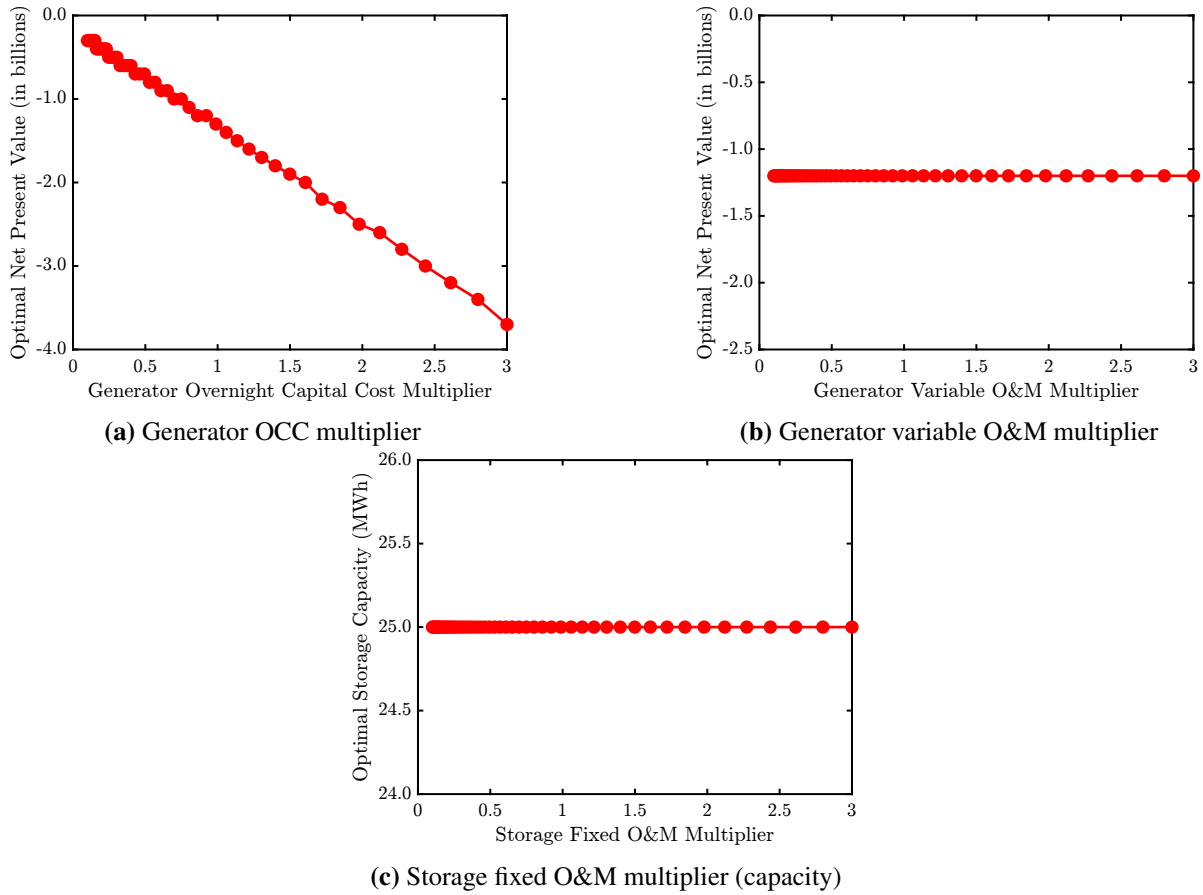 0.0
-1.0
-2.0
-3.0
-4.0
Optimal Net Present Value (in billions)
0 0.5 1 1.5 2 2.5 3
Generator Overnight Capital Cost Multiplier
(a) Generator OCC multiplier
0.0
-0.5
-1.0
-1.5
-2.0
-2.5
Optimal Net Present Value (in billions)
0 0.5 1 1.5 2 2.5 3
Generator Variable O&M Multiplier
(b) Generator variable O&M multiplier
26.0
25.5
25.0
24.5
24.0
Optimal Storage Capacity (MWh)
0 0.5 1 1.5 2 2.5 3
Storage Fixed O&M Multiplier
(c) Storage fixed O&M multiplier (capacity)